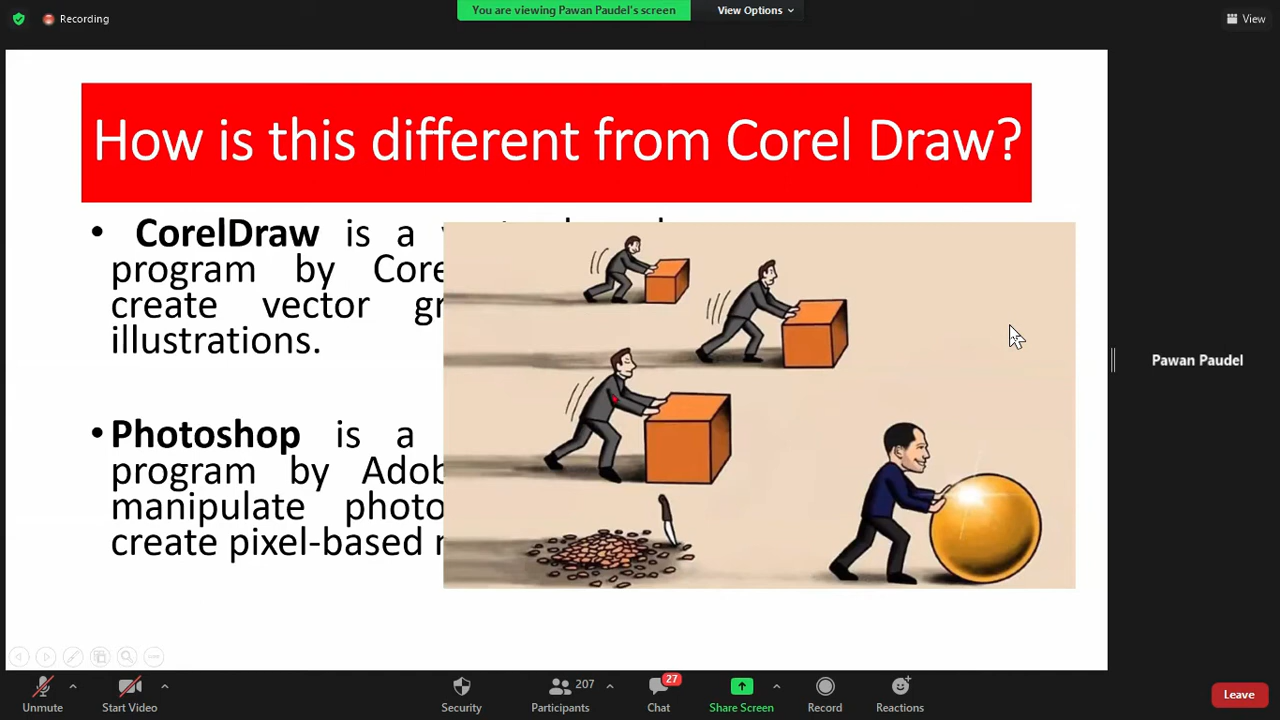 Recording
You are viewing Pawan Paudel's screen
View Options
View
How is this different from Corel Draw?
• CorelDraw is a
program by Core
create vector gr
illustrations.
• Photoshop is a
program by Adob
manipulate photo
create pixel-based
Pawan Paudel
Unmute
Start Video
Security
207
Participants
27
Chat
Share Screen
Record
Reactions
Leave